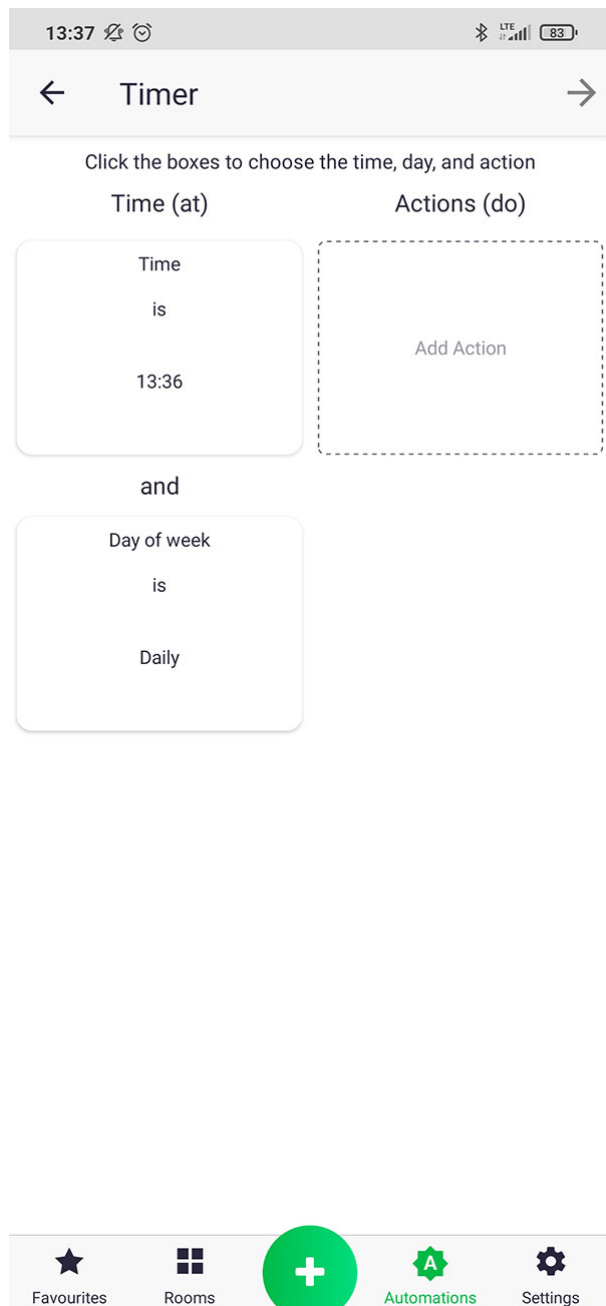 13:37 LTE 83
Timer
Click the boxes to choose the time, day, and action
Time (at) Actions (do)
Time
is
13:36
Add Action
and
Day of week
is
Daily
A
Favourites Rooms Automations Settings